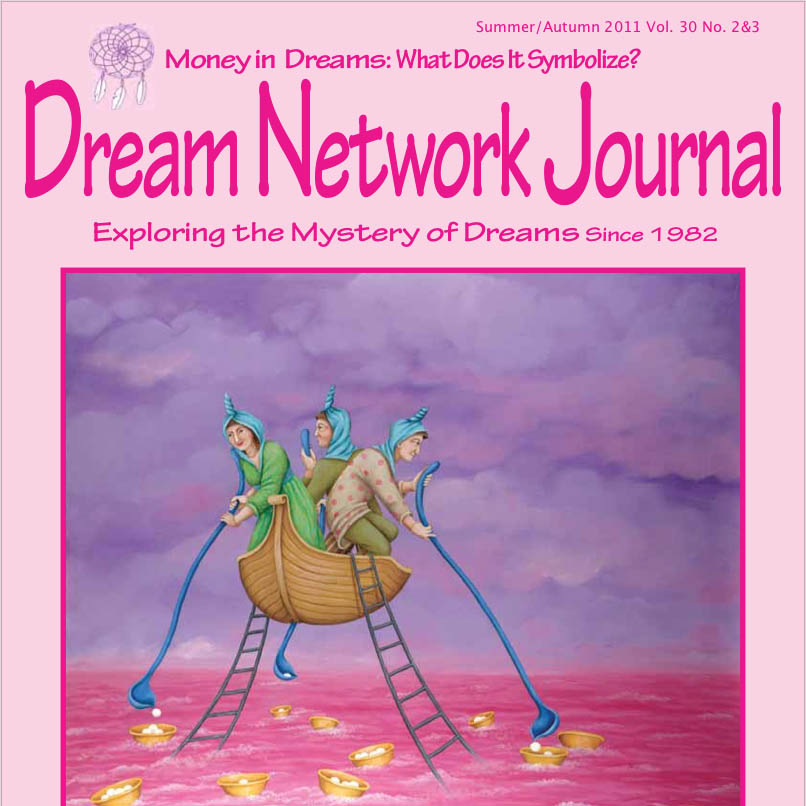 Summer/Autumn 2011 Vol. 30 No. 2&3
Money in Dreams: What Does It Symbolize?
Dream Network Journal
Exploring the Mystery of Dreams Since 1982